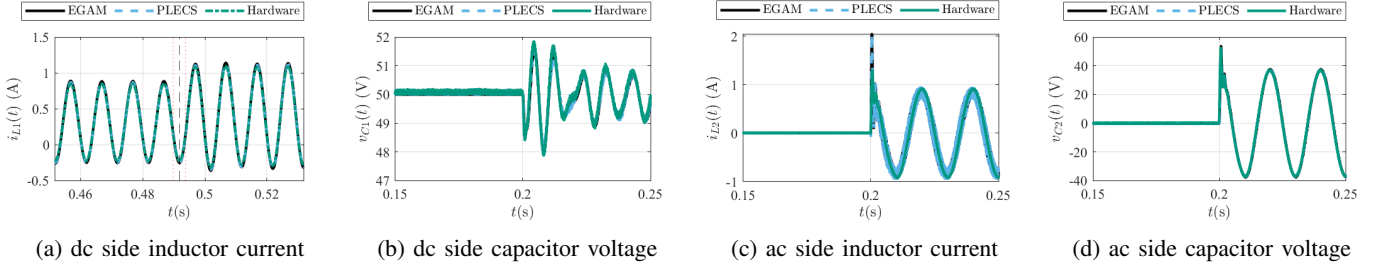 EGAM PLECS Hardware
1.5
1
0.5
0
-0.5
i_{L1}(t) (A)
0.46 0.48 0.5 0.52
t(s)
(a) dc side inductor current
EGAM PLECS Hardware
52
51
50
49
48
47
v_{C1}(t) (V)
0.15 0.2 0.25
t(s)
(b) dc side capacitor voltage
EGAM PLECS Hardware
2
1
0
-1
i_{L2}(t) (A)
0.15 0.2 0.25
t(s)
(c) ac side inductor current
EGAM PLECS Hardware
60
40
20
0
-20
-40
v_{C2}(t) (V)
0.15 0.2 0.25
t(s)
(d) ac side capacitor voltage